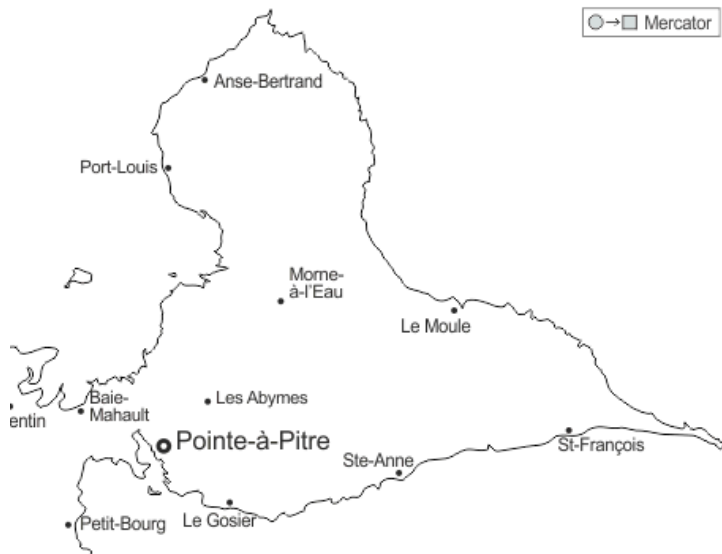 Mercator
Anse-Bertrand
Port-Louis
Morne-
à-l'Eau
Le Moule
Baie-
Mahault
Les Abymes
entin
Pointe-à-Pitre
St-François
Ste-Anne
Le Gosier
Petit-Bourg